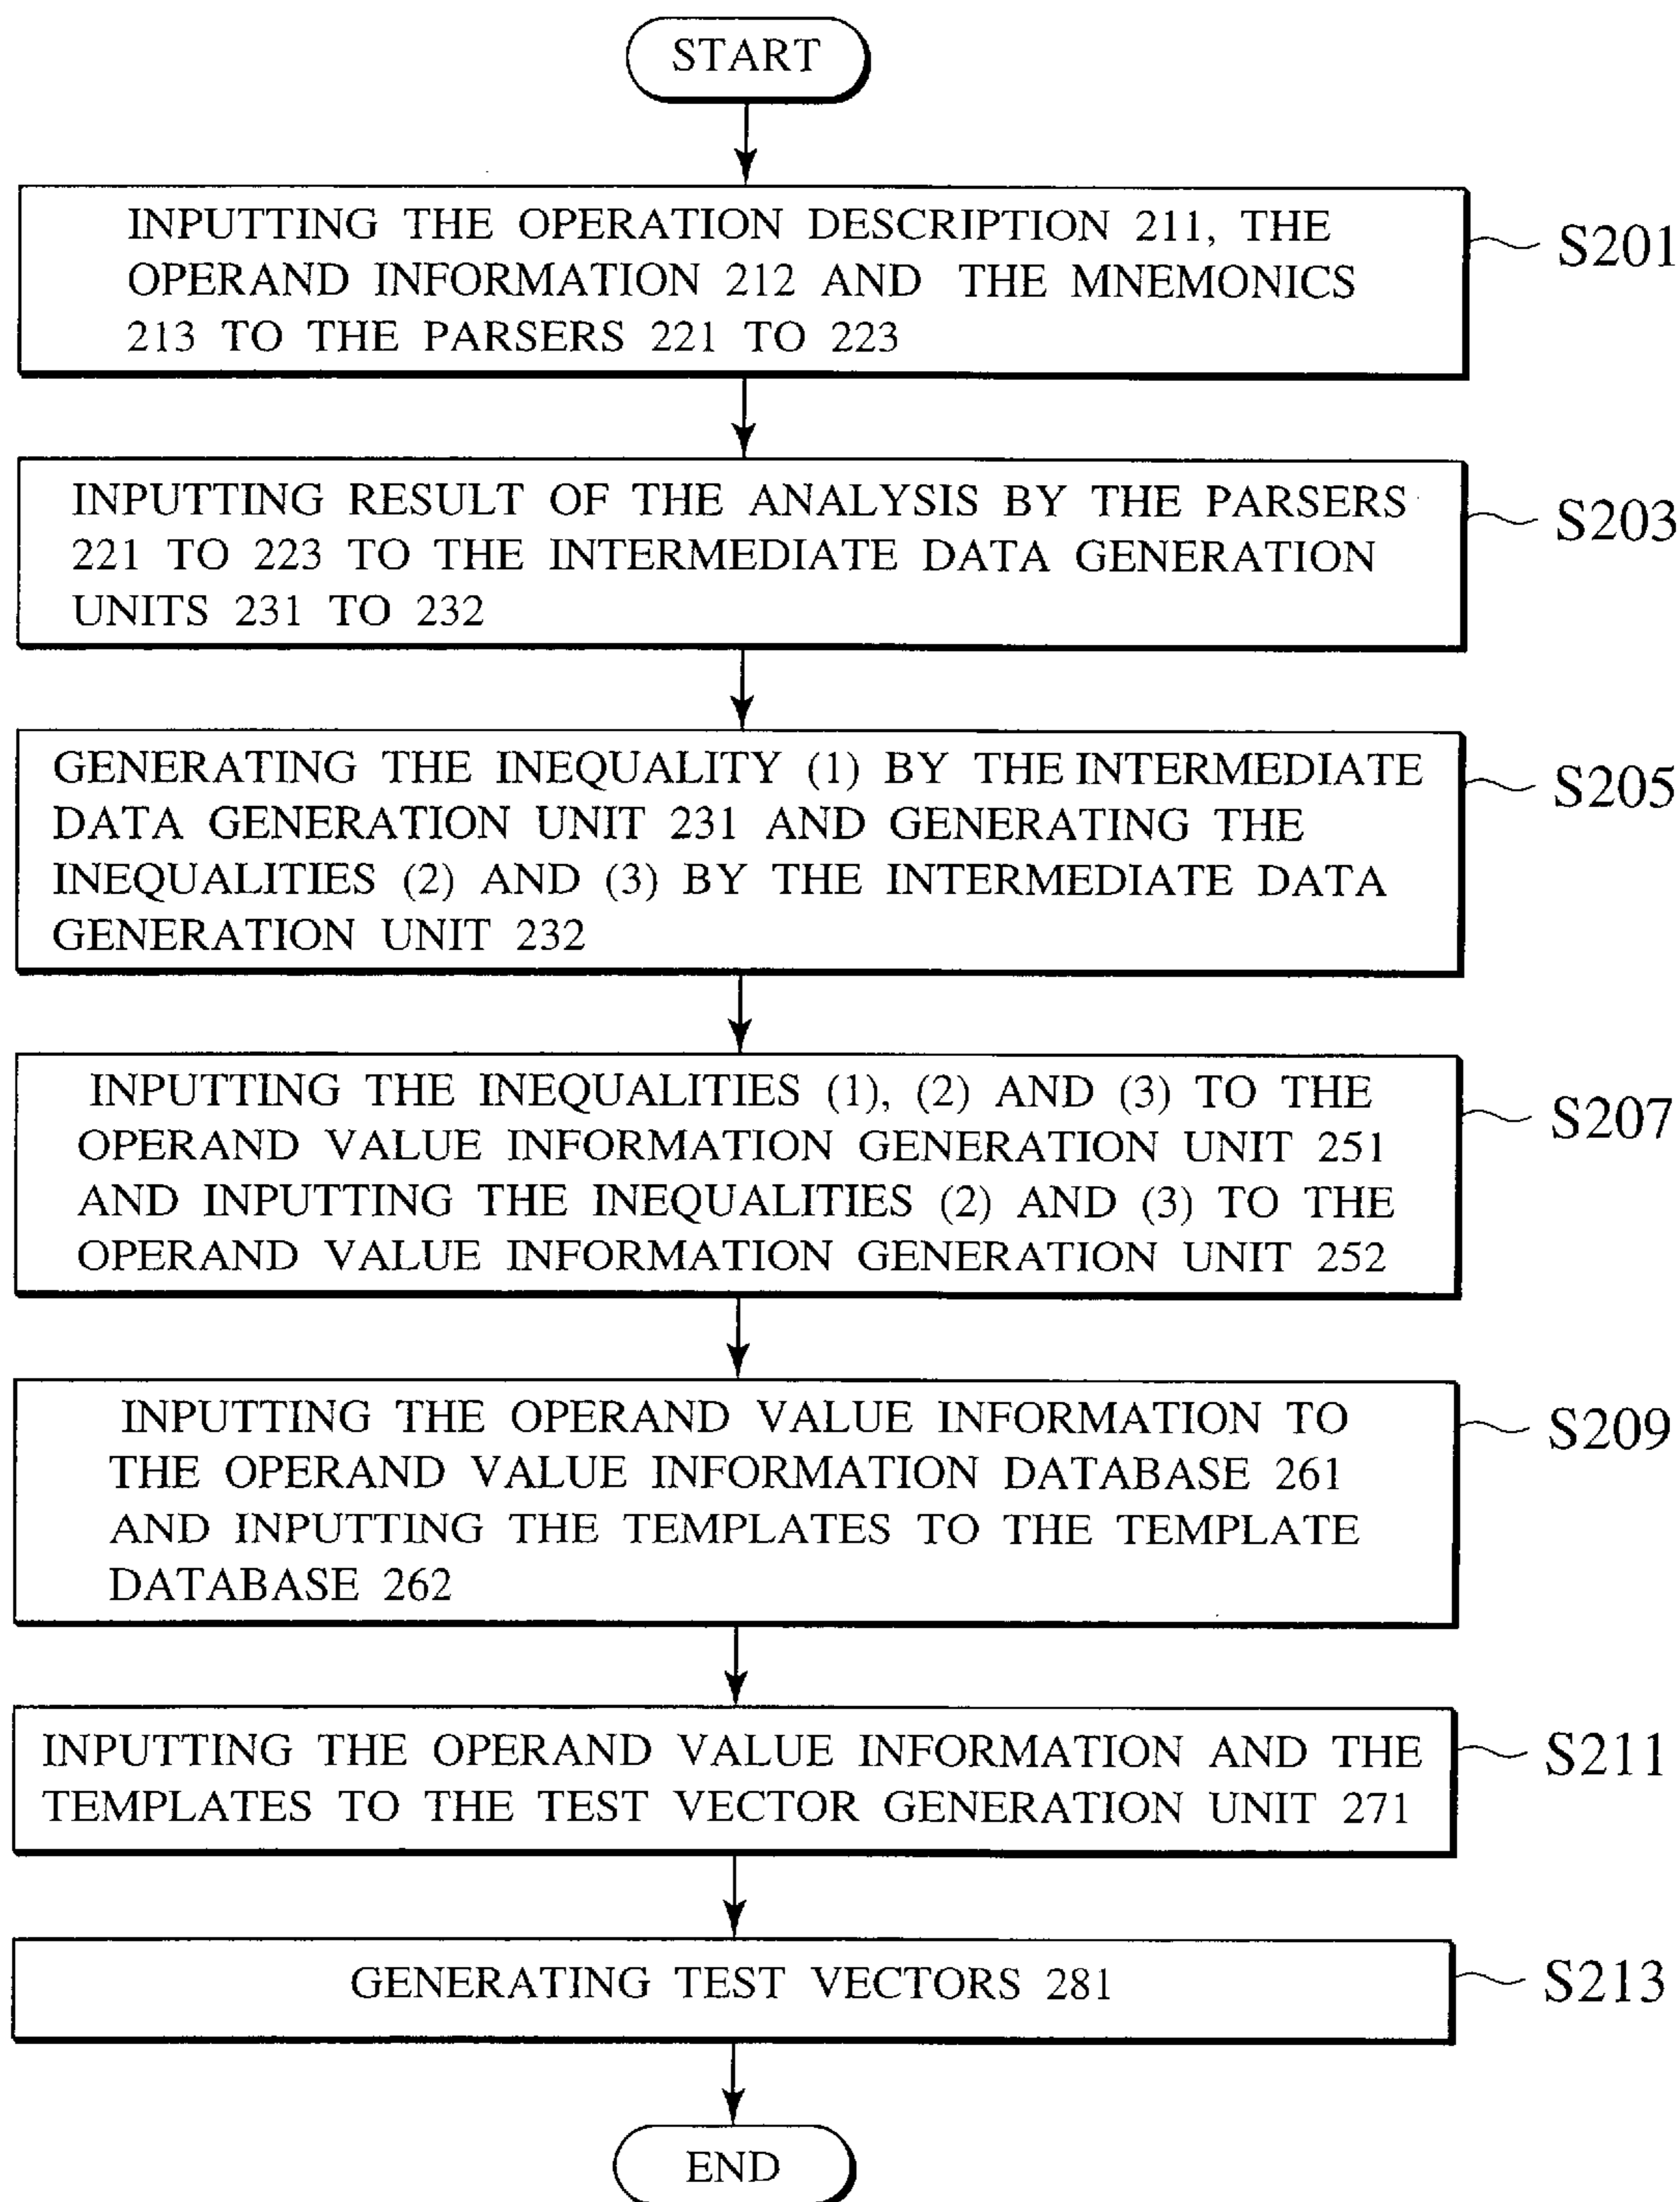 START
INPUTTING THE OPERATION DESCRIPTION 211, THE
OPERAND INFORMATION 212 AND THE MNEMONICS
213 TO THE PARSERS 221 TO 223
S201
INPUTTING RESULT OF THE ANALYSIS BY THE PARSERS
221 TO 223 TO THE INTERMEDIATE DATA GENERATION
UNITS 231 TO 232
S203
GENERATING THE INEQUALITY (1) BY THE INTERMEDIATE
DATA GENERATION UNIT 231 AND GENERATING THE
INEQUALITIES (2) AND (3) BY THE INTERMEDIATE DATA
GENERATION UNIT 232
S205
INPUTTING THE INEQUALITIES (1), (2) AND (3) TO THE
OPERAND VALUE INFORMATION GENERATION UNIT 251
AND INPUTTING THE INEQUALITIES (2) AND (3) TO THE
OPERAND VALUE INFORMATION GENERATION UNIT 252
S207
INPUTTING THE OPERAND VALUE INFORMATION TO
THE OPERAND VALUE INFORMATION DATABASE 261
AND INPUTTING THE TEMPLATES TO THE TEMPLATE
DATABASE 262
S209
INPUTTING THE OPERAND VALUE INFORMATION AND THE
TEMPLATES TO THE TEST VECTOR GENERATION UNIT 271
S211
GENERATING TEST VECTORS 281
S213
END